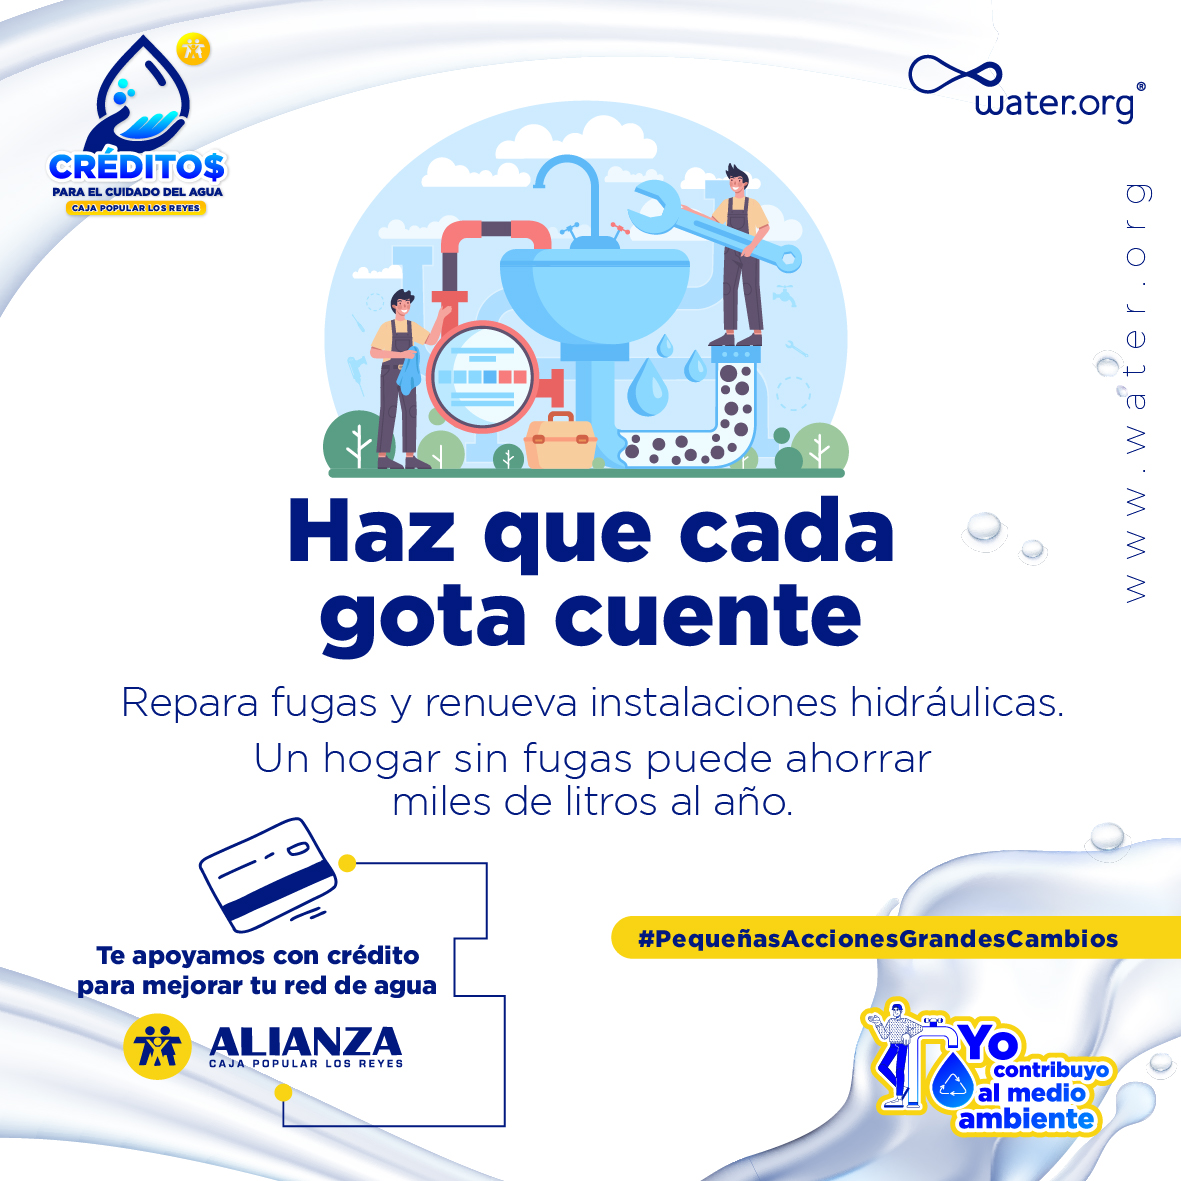 CRÉDITO$
PARA EL CUIDADO DEL AGUA
CAJA POPULAR LOS REYES
water.org®
www.water.org
Haz que cada
gota cuente
Repara fugas y renueva instalaciones hidráulicas.
Un hogar sin fugas puede ahorrar
miles de litros al año.
Te apoyamos con crédito
para mejorar tu red de agua
ALIANZA
CAJA POPULAR LOS REYES
#PequeñasAccionesGrandesCambios
Yo
contribuyo
al medio
ambiente